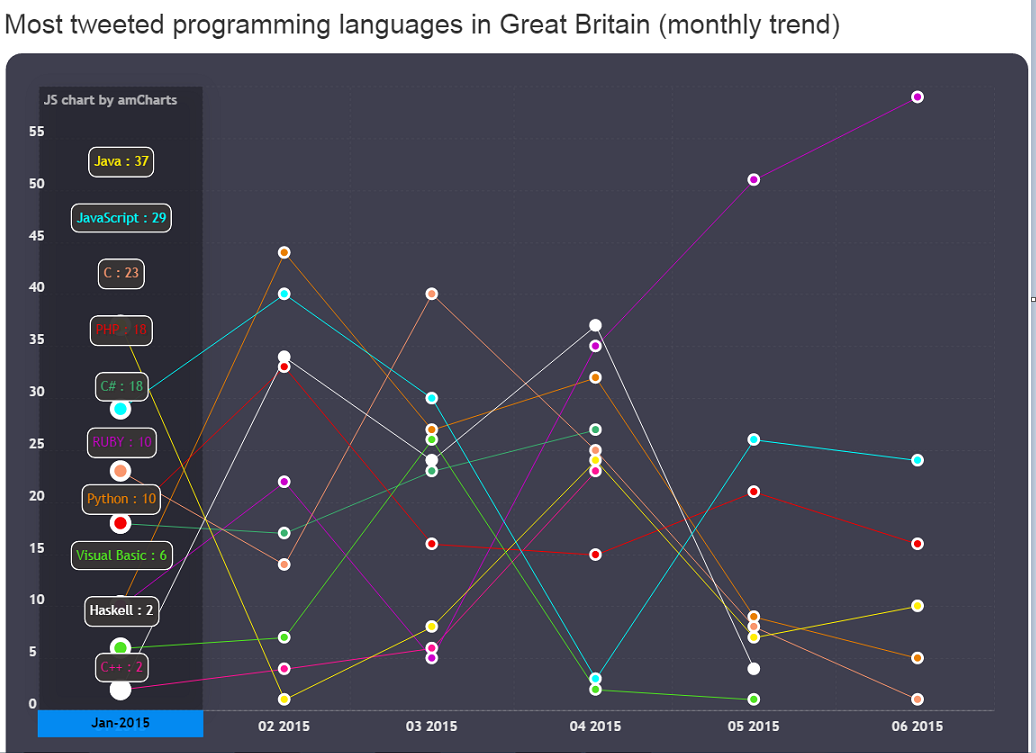 Most tweeted programming languages in Great Britain (monthly trend)
JS chart by amCharts
55
50
45
40
35
30
25
20
15
10
5
0
Java : 37
JavaScript : 29
C : 23
PHP : 18
C# : 18
RUBY : 10
Python : 10
Visual Basic : 6
Haskell : 2
C++ : 2
Jan-2015
02 2015
03 2015
04 2015
05 2015
06 2015